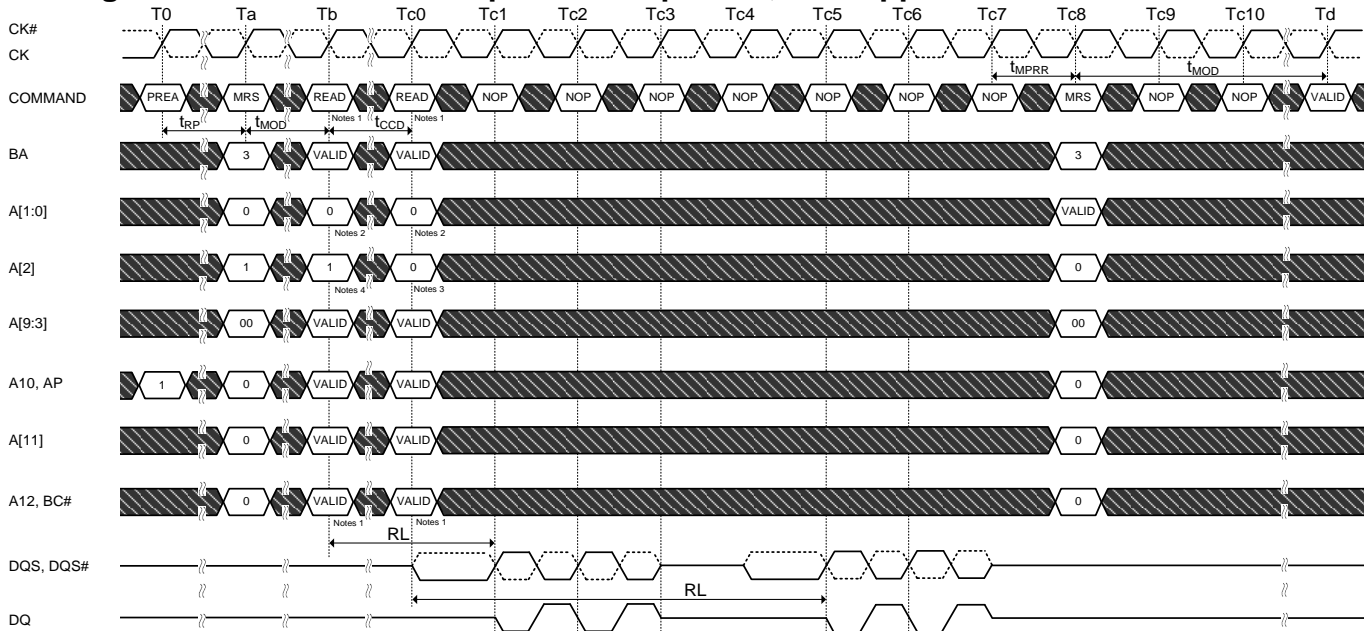 T0 Ta Tb Tc0 Tc1 Tc2 Tc3 Tc4 Tc5 Tc6 Tc7 Tc8 Tc9 Tc10 Td
CK#
CK
tMPRR tMOD
COMMAND PREA MRS READ READ NOP NOP NOP NOP NOP NOP NOP MRS NOP NOP VALID
Notes 1 Notes 1
tRP tMOD tCCD
BA 3 VALID VALID 3
A[1:0] 0 0 0 VALID
Notes 2 Notes 2
A[2] 1 1 0 0
Notes 4 Notes 3
A[9:3] 00 VALID VALID 00
A10, AP 1 0 VALID VALID 0
A[11] 0 VALID VALID 0
A12, BC# 0 VALID VALID 0
Notes 1 Notes 1
RL
DQS, DQS#
RL
DQ